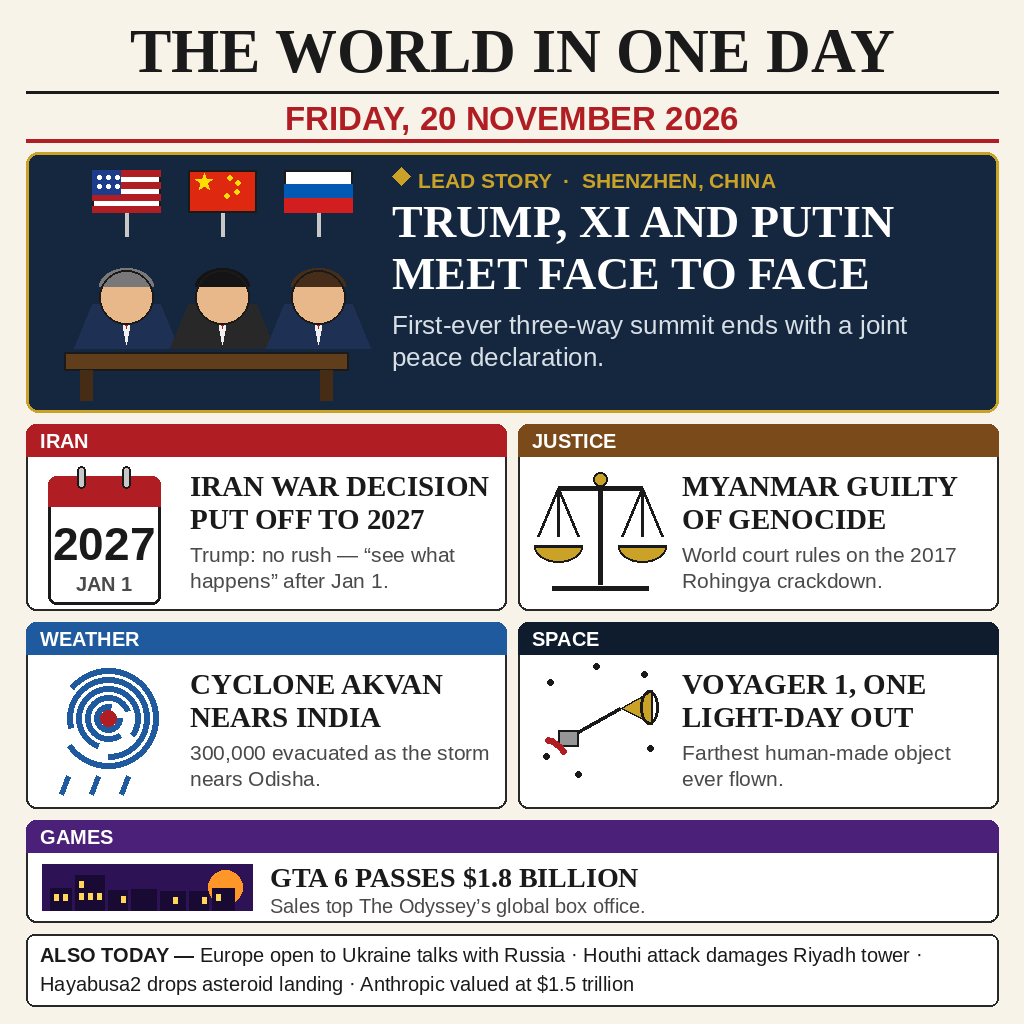 THE WORLD IN ONE DAY
FRIDAY, 20 NOVEMBER 2026
LEAD STORY · SHENZHEN, CHINA
TRUMP, XI AND PUTIN
MEET FACE TO FACE
First-ever three-way summit ends with a joint
peace declaration.
IRAN
2027
JAN 1
IRAN WAR DECISION
PUT OFF TO 2027
Trump: no rush — “see what
happens” after Jan 1.
JUSTICE
MYANMAR GUILTY
OF GENOCIDE
World court rules on the 2017
Rohingya crackdown.
WEATHER
CYCLONE AKVAN
NEARS INDIA
300,000 evacuated as the storm
nears Odisha.
SPACE
VOYAGER 1, ONE
LIGHT-DAY OUT
Farthest human-made object
ever flown.
GAMES
GTA 6 PASSES $1.8 BILLION
Sales top The Odyssey’s global box office.
ALSO TODAY — Europe open to Ukraine talks with Russia · Houthi attack damages Riyadh tower ·
Hayabusa2 drops asteroid landing · Anthropic valued at $1.5 trillion